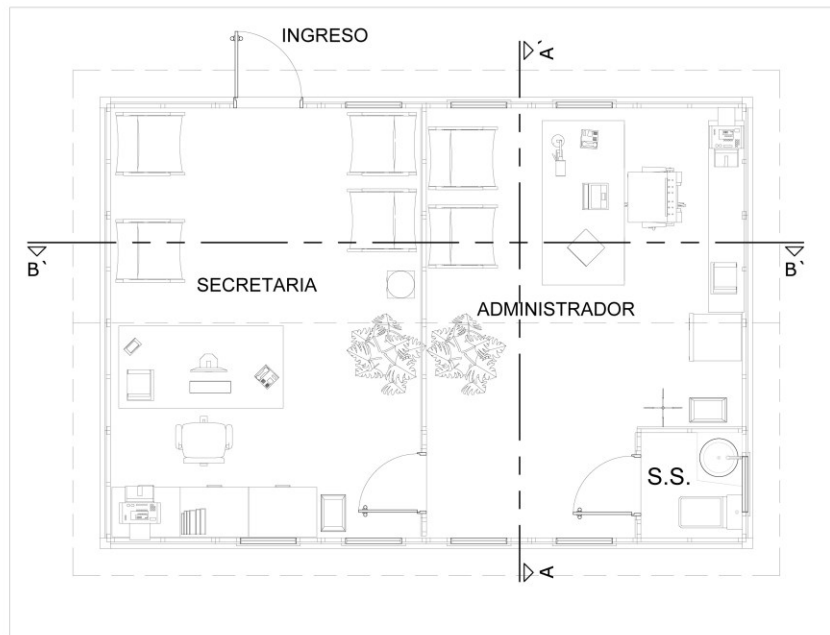 INGRESO
A´
B`
B`
SECRETARIA
ADMINISTRADOR
S.S.
A